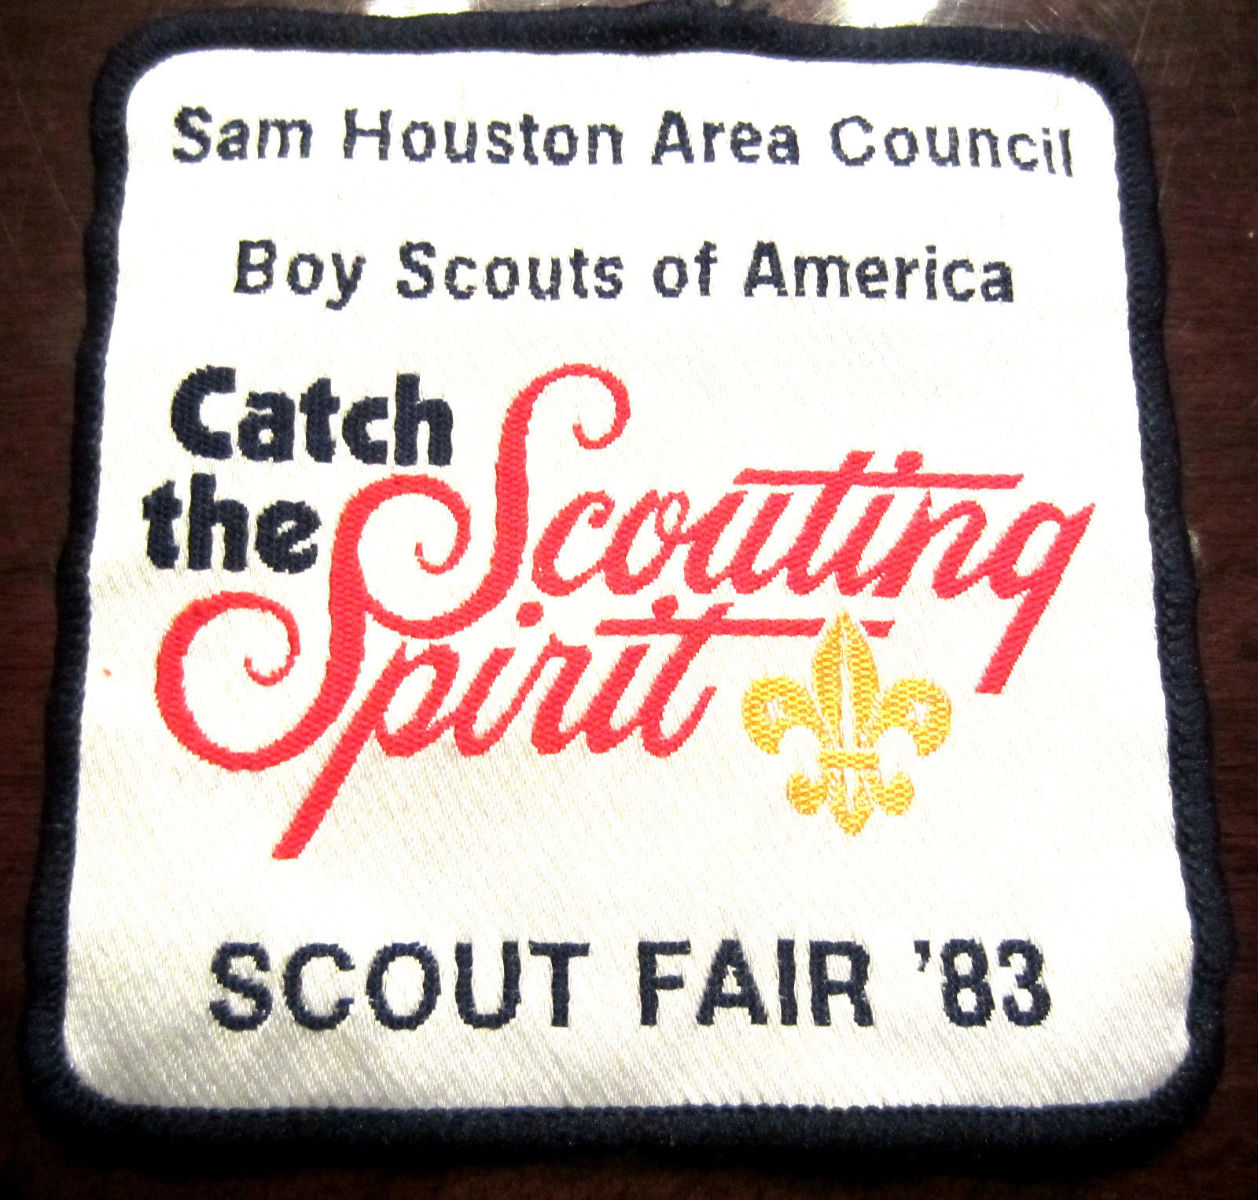 Sam Houston Area Council
Boy Scouts of America
Catch
the Scouting
Spirit
SCOUT FAIR '83